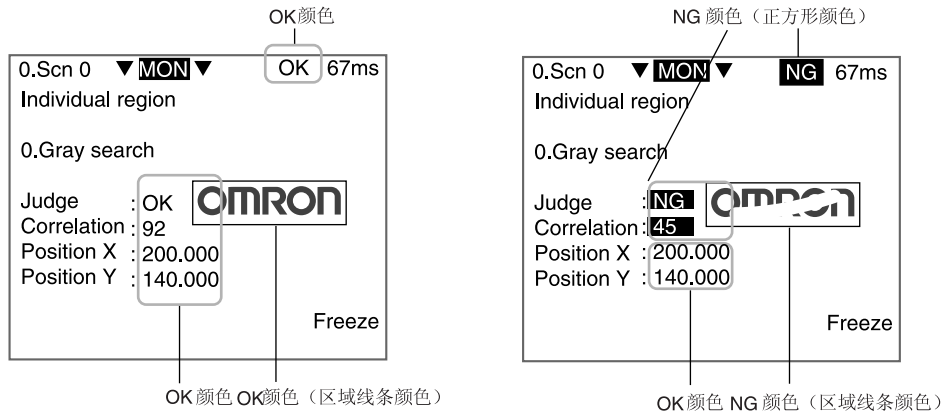 OK颜色
0.Scn 0 ▼ MON ▼ OK 67ms
Individual region
0.Gray search
Judge : OK
Correlation : 92
Position X : 200.000
Position Y : 140.000
OMRON
Freeze
OK 颜色 OK颜色（区域线条颜色）
NG 颜色（正方形颜色）
0.Scn 0 ▼ MON ▼ NG 67ms
Individual region
0.Gray search
Judge : NG
Correlation : 45
Position X : 200.000
Position Y : 140.000
OMRON
Freeze
OK 颜色 NG 颜色（区域线条颜色）